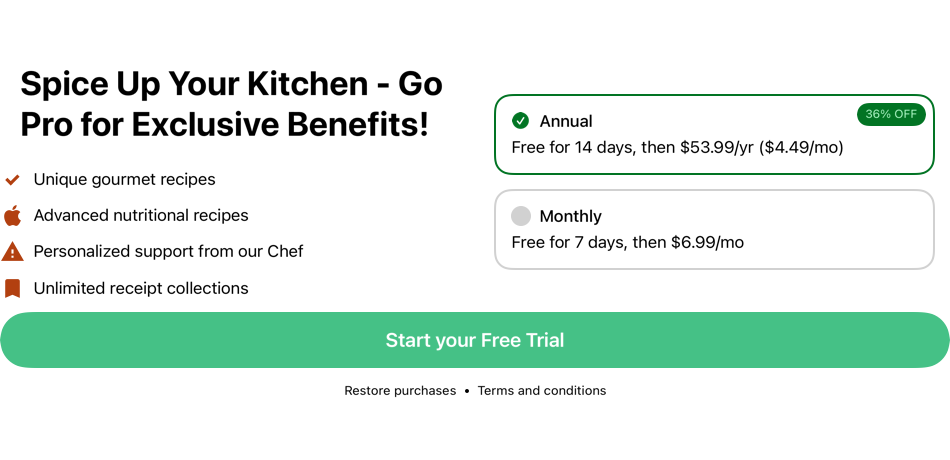 Spice Up Your Kitchen - Go
Pro for Exclusive Benefits!
Unique gourmet recipes
Advanced nutritional recipes
Personalized support from our Chef
Unlimited receipt collections
36% OFF
Annual
Free for 14 days, then $53.99/yr ($4.49/mo)
Monthly
Free for 7 days, then $6.99/mo
Start your Free Trial
Restore purchases • Terms and conditions